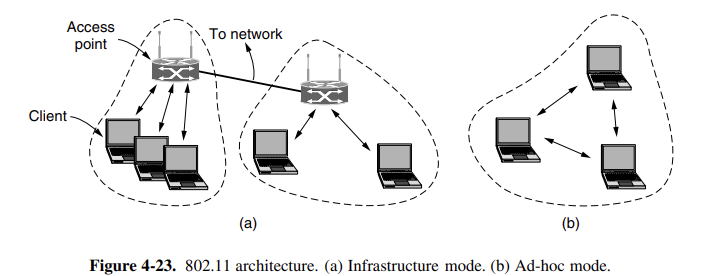 Access
point
To network
Client
(a)
(b)
Figure 4-23. 802.11 architecture. (a) Infrastructure mode. (b) Ad-hoc mode.